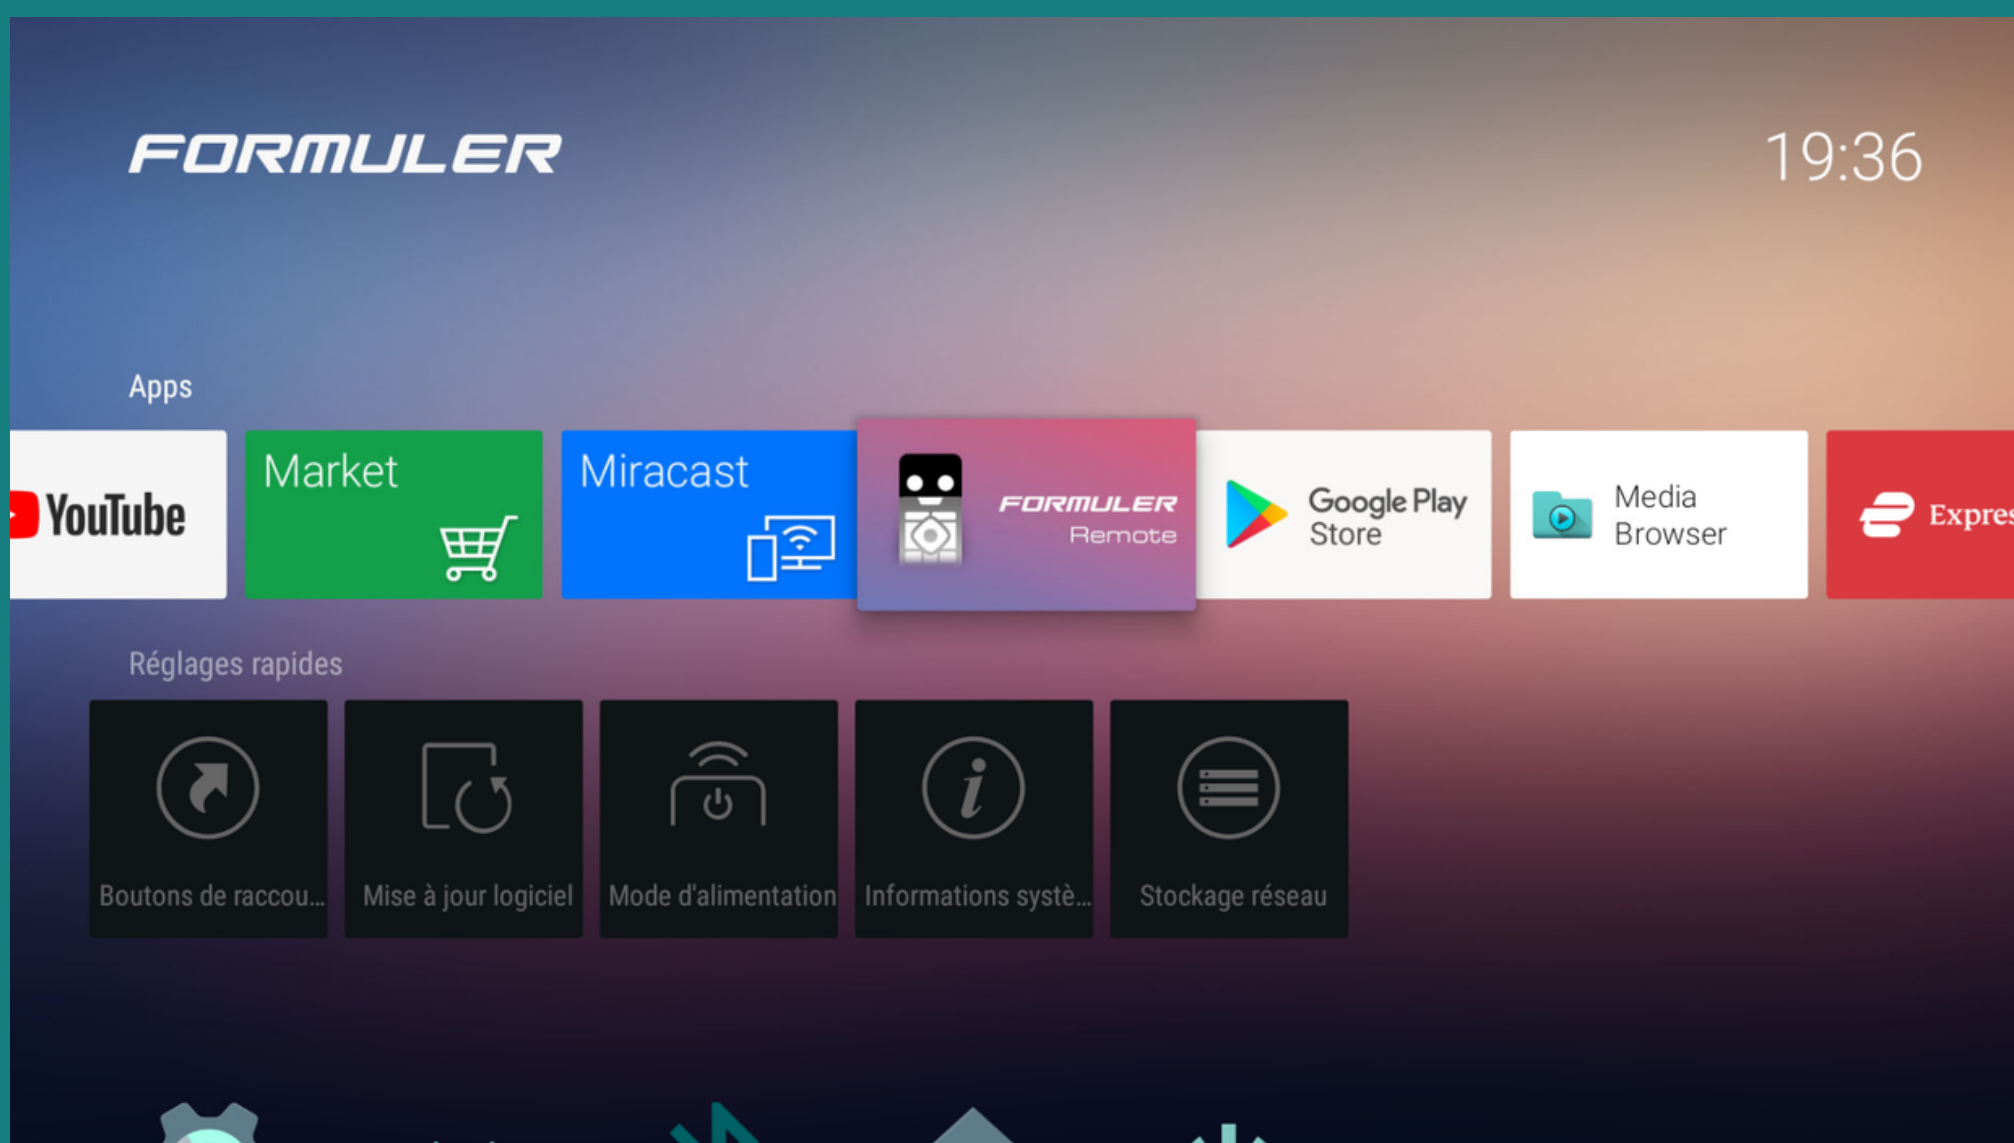 FORMULER
19:36
Apps
YouTube
Market
Miracast
FORMULER
Remote
Google Play
Store
Media
Browser
Expres
Réglages rapides
Boutons de raccou...
Mise à jour logiciel
Mode d'alimentation
Informations systè...
Stockage réseau